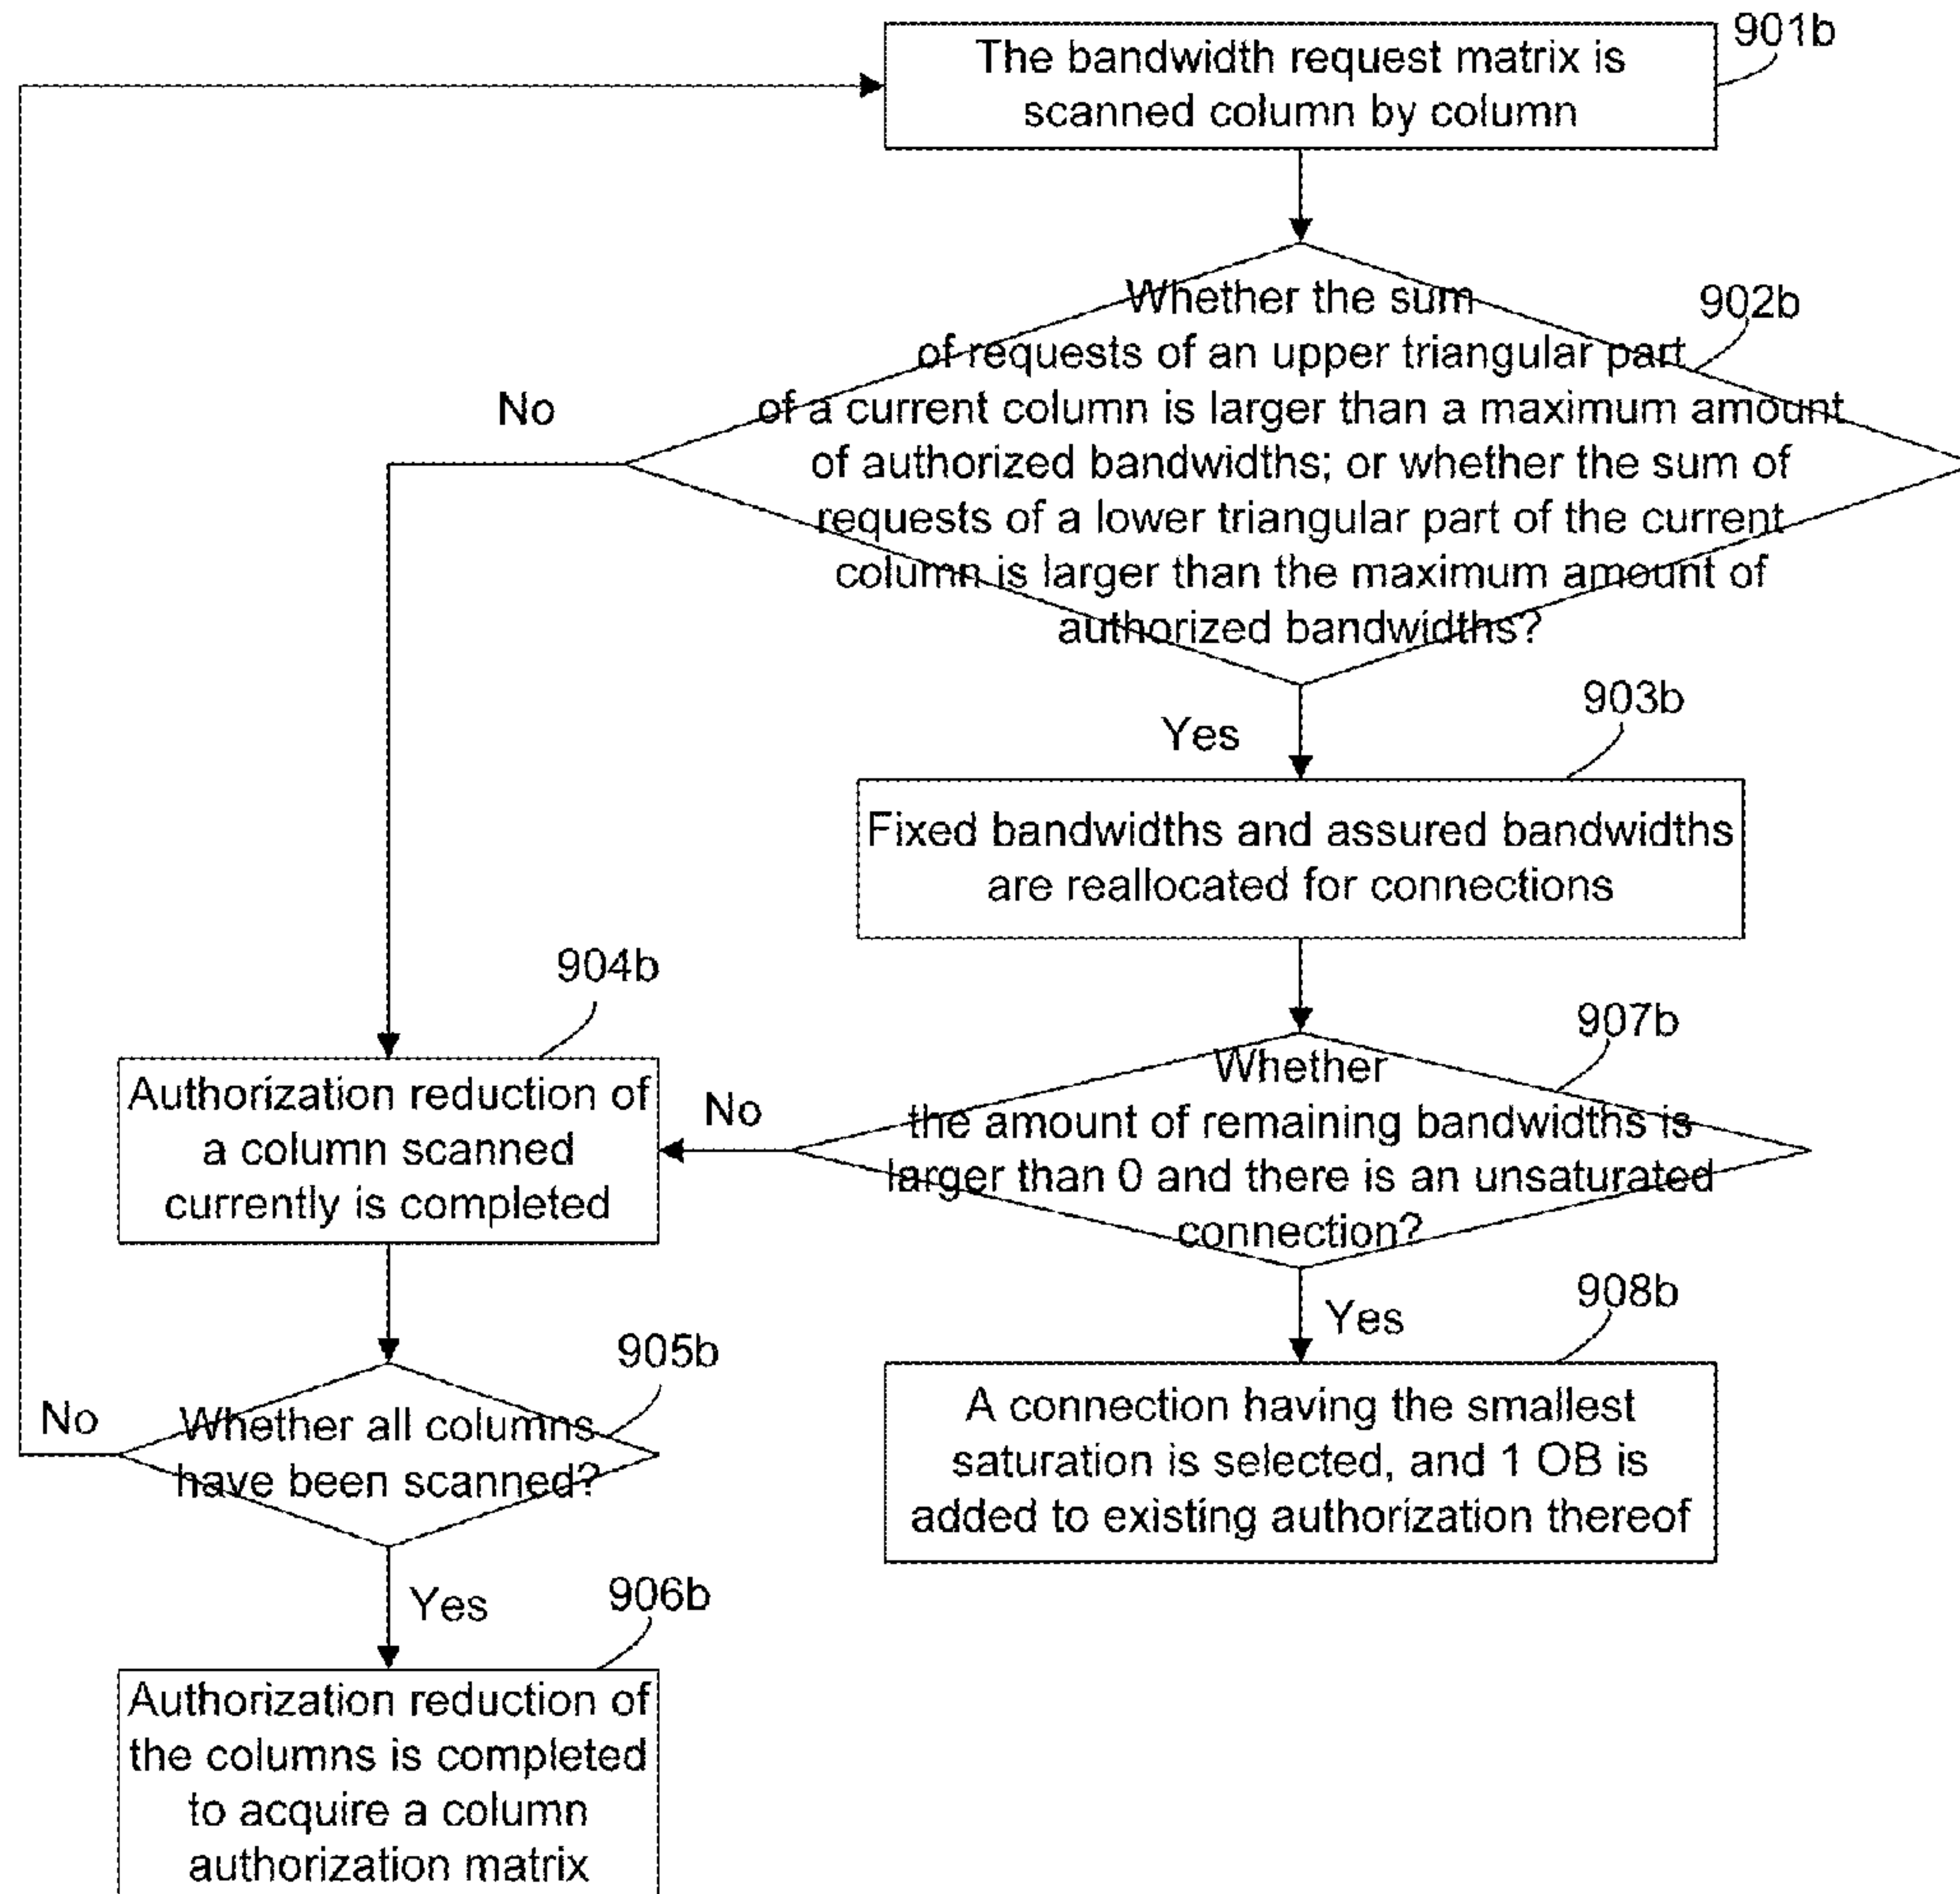 The bandwidth request matrix is
scanned column by column
901b
Whether the sum
of requests of an upper triangular part
of a current column is larger than a maximum amount
of authorized bandwidths; or whether the sum of
requests of a lower triangular part of the current
column is larger than the maximum amount of
authorized bandwidths?
902b
No
Yes
903b
Fixed bandwidths and assured bandwidths
are reallocated for connections
904b
Authorization reduction of
a column scanned
currently is completed
No
907b
Whether
the amount of remaining bandwidths is
larger than 0 and there is an unsaturated
connection?
Yes
908b
A connection having the smallest
saturation is selected, and 1 OB is
added to existing authorization thereof
905b
No
Whether all columns
have been scanned?
Yes
906b
Authorization reduction of
the columns is completed
to acquire a column
authorization matrix